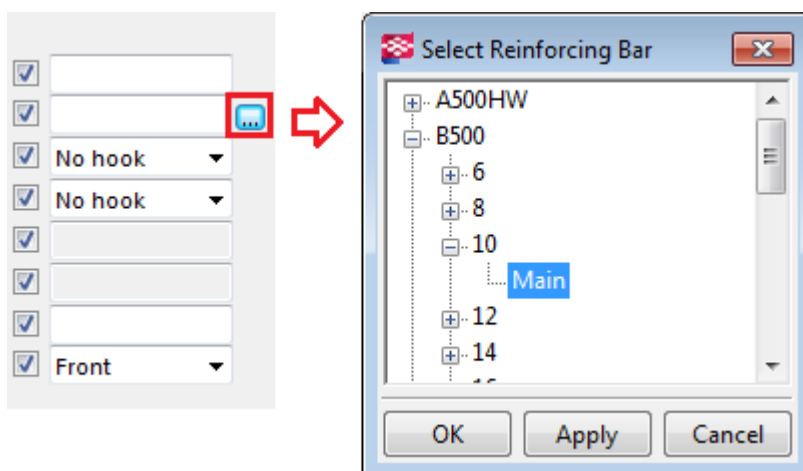 No hook
No hook
Front
...
Select Reinforcing Bar
A500HW
B500
6
8
10
Main
12
14
OK
Apply
Cancel